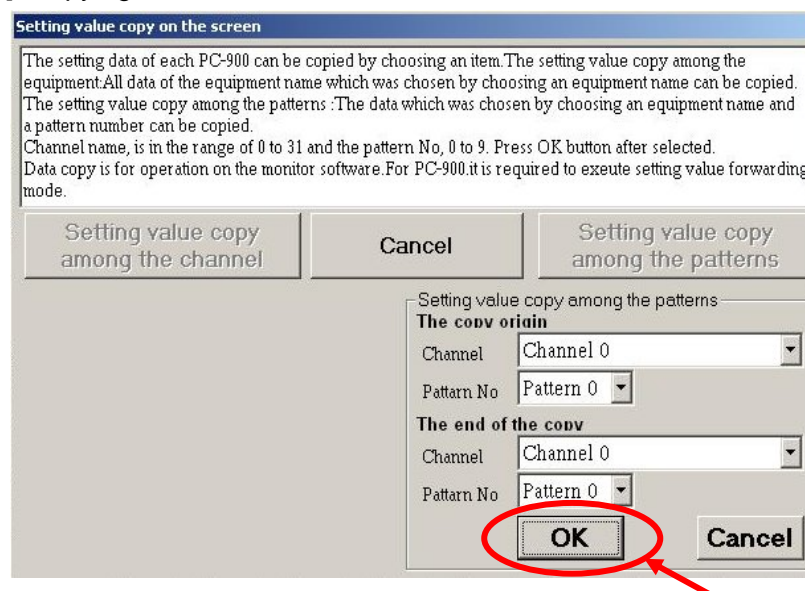 Setting value copy on the screen
The setting data of each PC-900 can be copied by choosing an item.The setting value copy among the
equipment:All data of the equipment name which was chosen by choosing an equipment name can be copied.
The setting value copy among the patterns :The data which was chosen by choosing an equipment name and
a pattern number can be copied.
Channel name, is in the range of 0 to 31 and the pattern No, 0 to 9. Press OK button after selected.
Data copy is for operation on the monitor software.For PC-900.it is required to exeute setting value forwarding
mode.
Setting value copy
among the channel
Cancel
Setting value copy
among the patterns
Setting value copy among the patterns
The copy origin
Channel Channel 0
Pattarn No Pattern 0
The end of the copy
Channel Channel 0
Pattarn No Pattern 0
OK Cancel